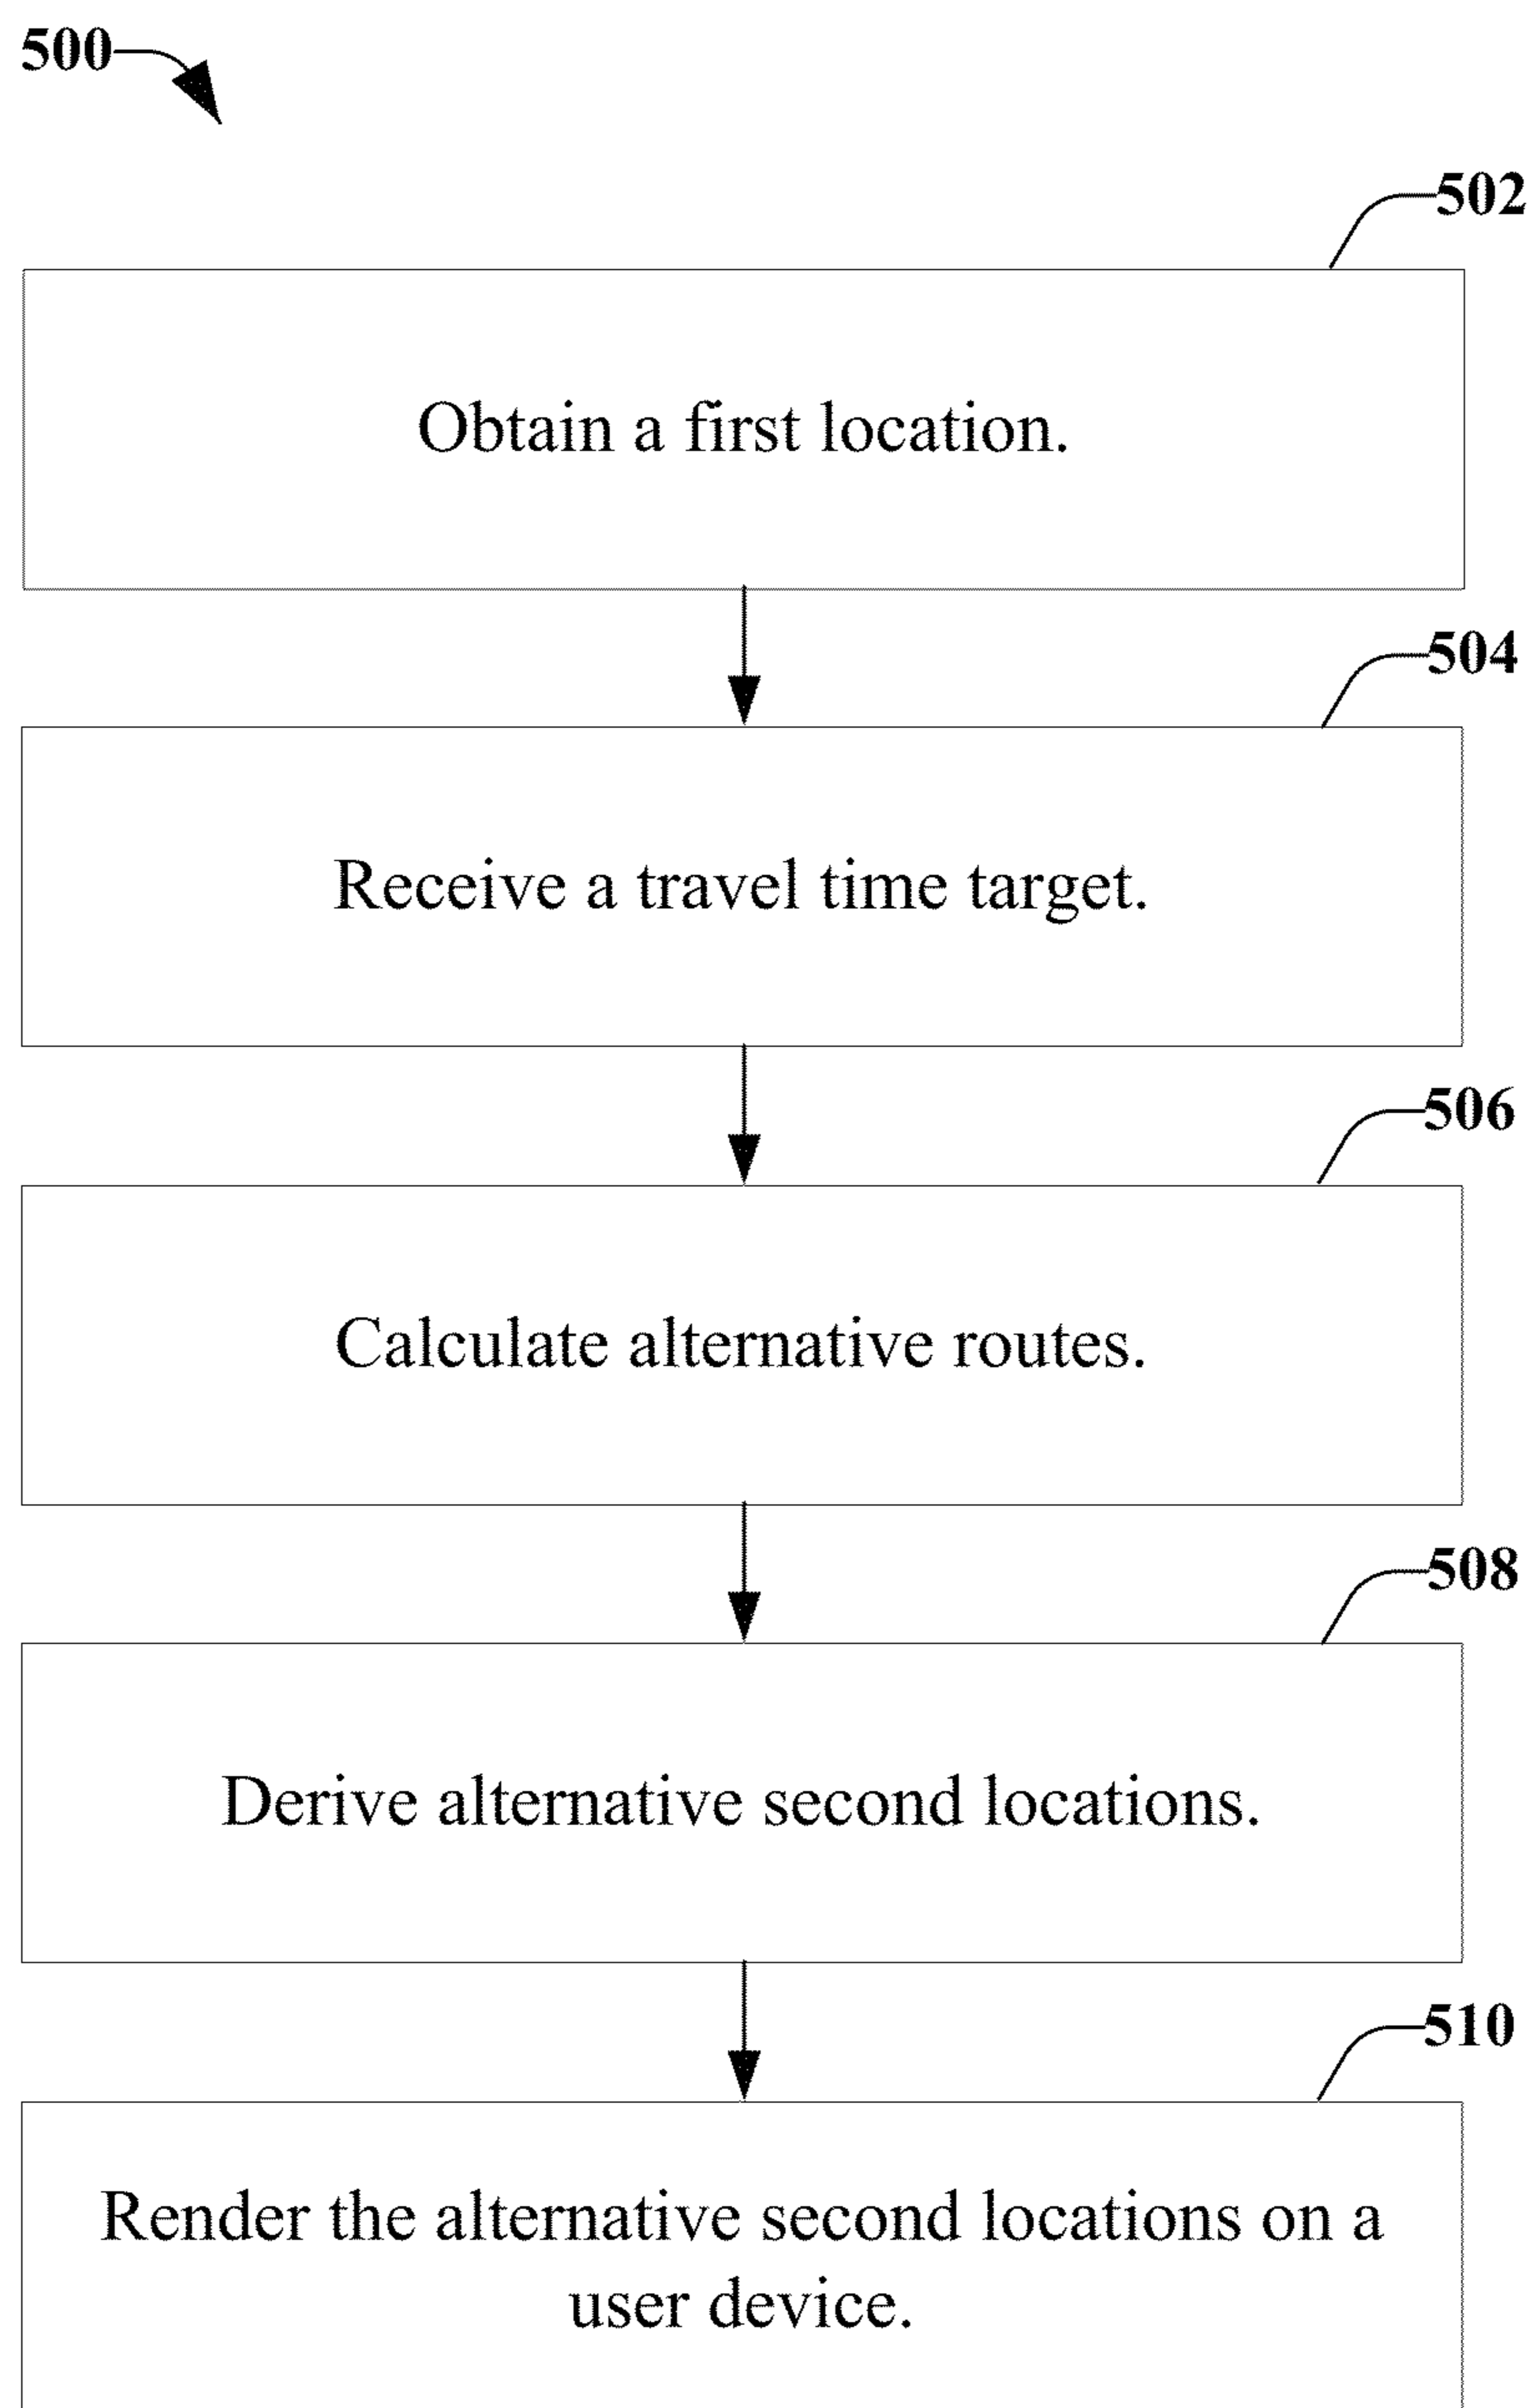 500
502
Obtain a first location.
504
Receive a travel time target.
506
Calculate alternative routes.
508
Derive alternative second locations.
510
Render the alternative second locations on a
user device.